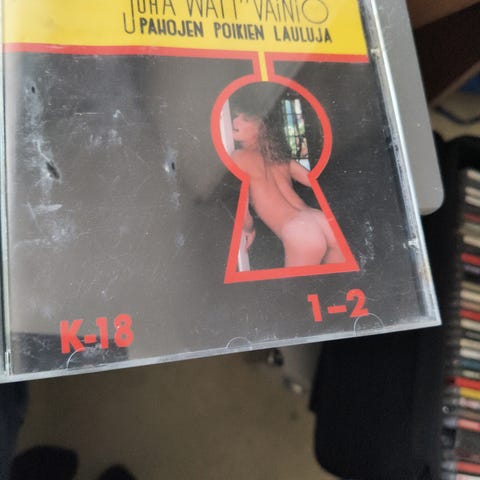 JUHA WATT "VAINIO
PAHOJEN POIKIEN LAULUJA
K-18
1-2